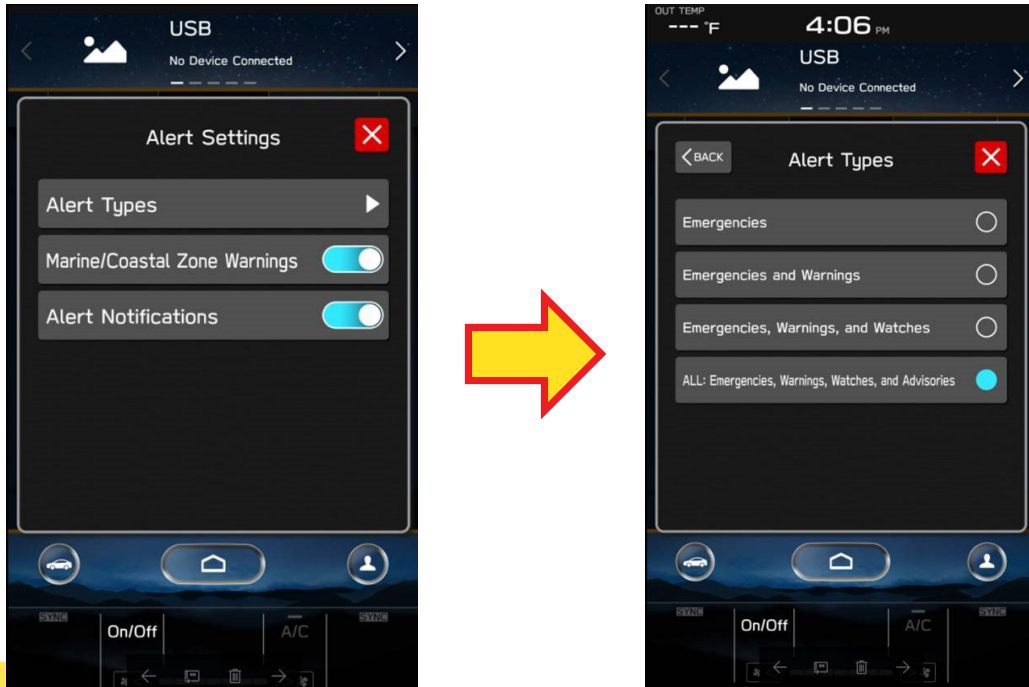 USB
No Device Connected
Alert Settings
Alert Types
Marine/Coastal Zone Warnings
Alert Notifications
SYNC
SYNC
On/Off
A/C
OUT TEMP
--- °F
4:06 PM
USB
No Device Connected
BACK
Alert Types
Emergencies
Emergencies and Warnings
Emergencies, Warnings, and Watches
ALL: Emergencies, Warnings, Watches, and Advisories
SYNC
SYNC
On/Off
A/C